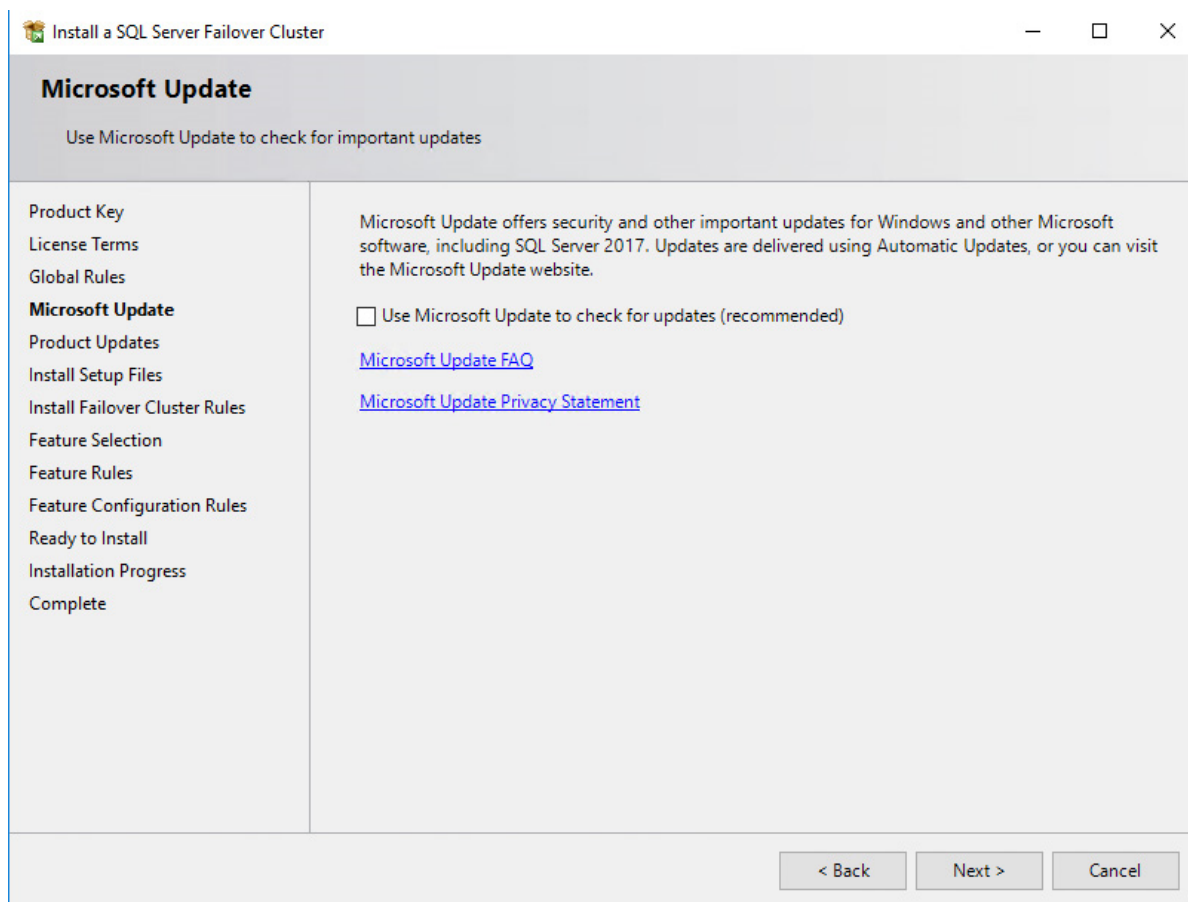 Install a SQL Server Failover Cluster
Microsoft Update
Use Microsoft Update to check for important updates
Product Key
License Terms
Global Rules
Microsoft Update
Product Updates
Install Setup Files
Install Failover Cluster Rules
Feature Selection
Feature Rules
Feature Configuration Rules
Ready to Install
Installation Progress
Complete
Microsoft Update offers security and other important updates for Windows and other Microsoft
software, including SQL Server 2017. Updates are delivered using Automatic Updates, or you can visit
the Microsoft Update website.
Use Microsoft Update to check for updates (recommended)
Microsoft Update FAQ
Microsoft Update Privacy Statement
< Back
Next >
Cancel